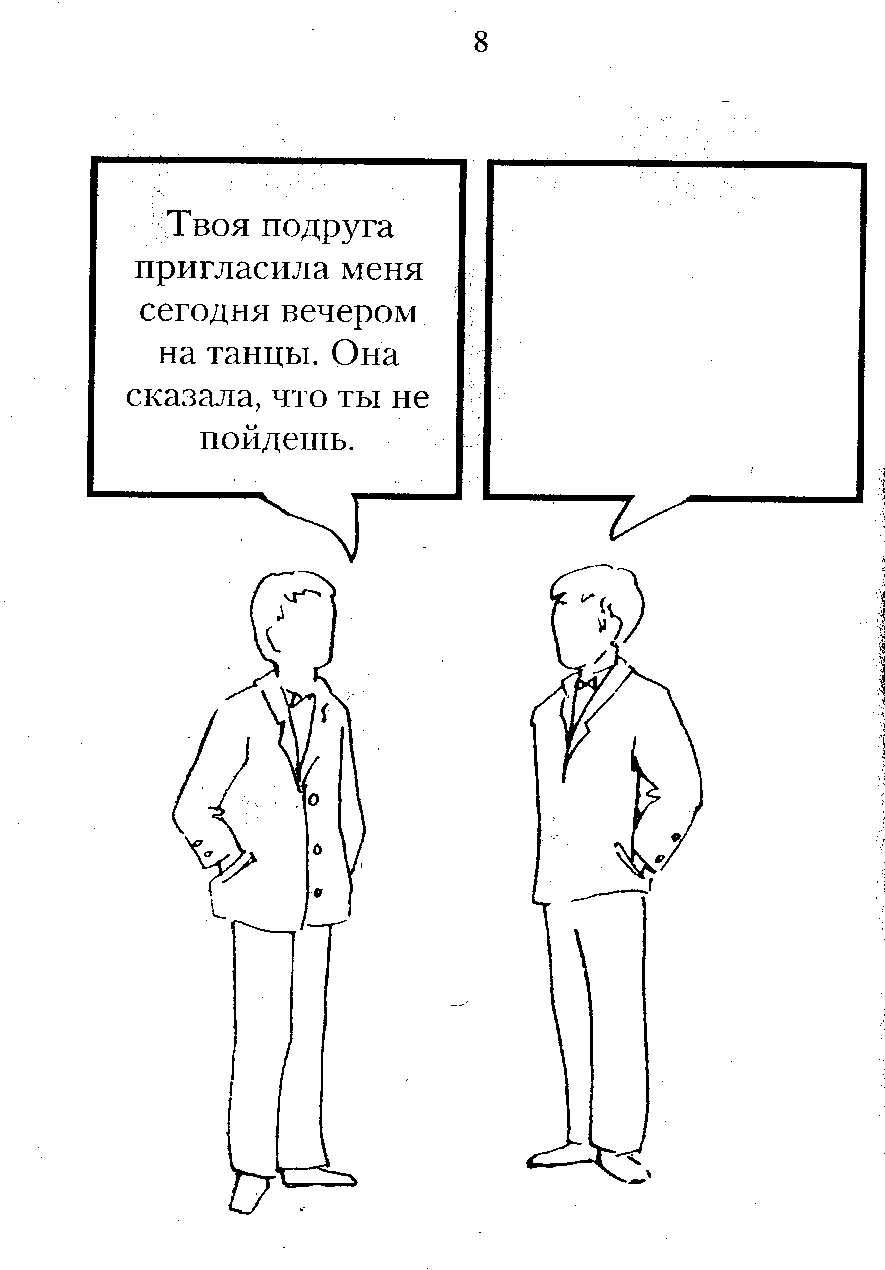 8
Твоя подруга
пригласила меня
сегодня вечером
на танцы. Она
сказала, что ты не
пойдешь.